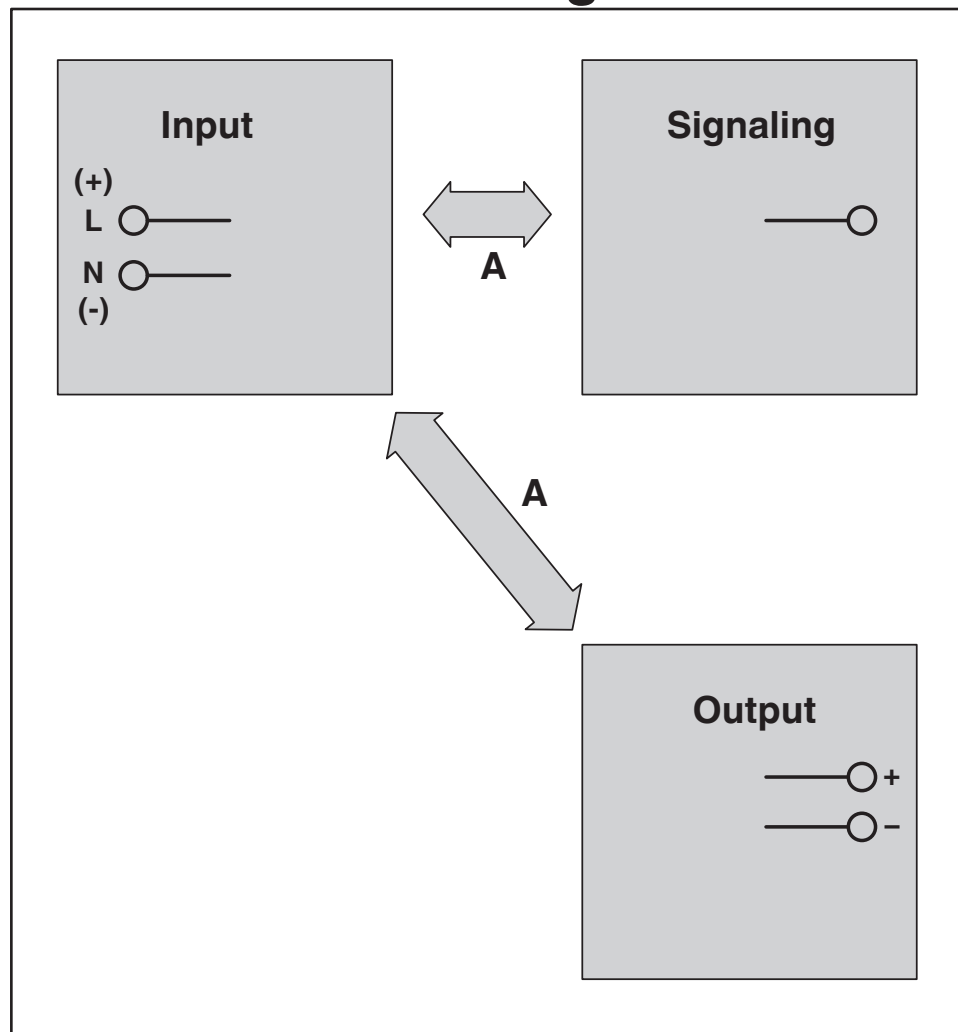 Input
Signaling
(+)
L
N
(-)
A
A
Output
+
–